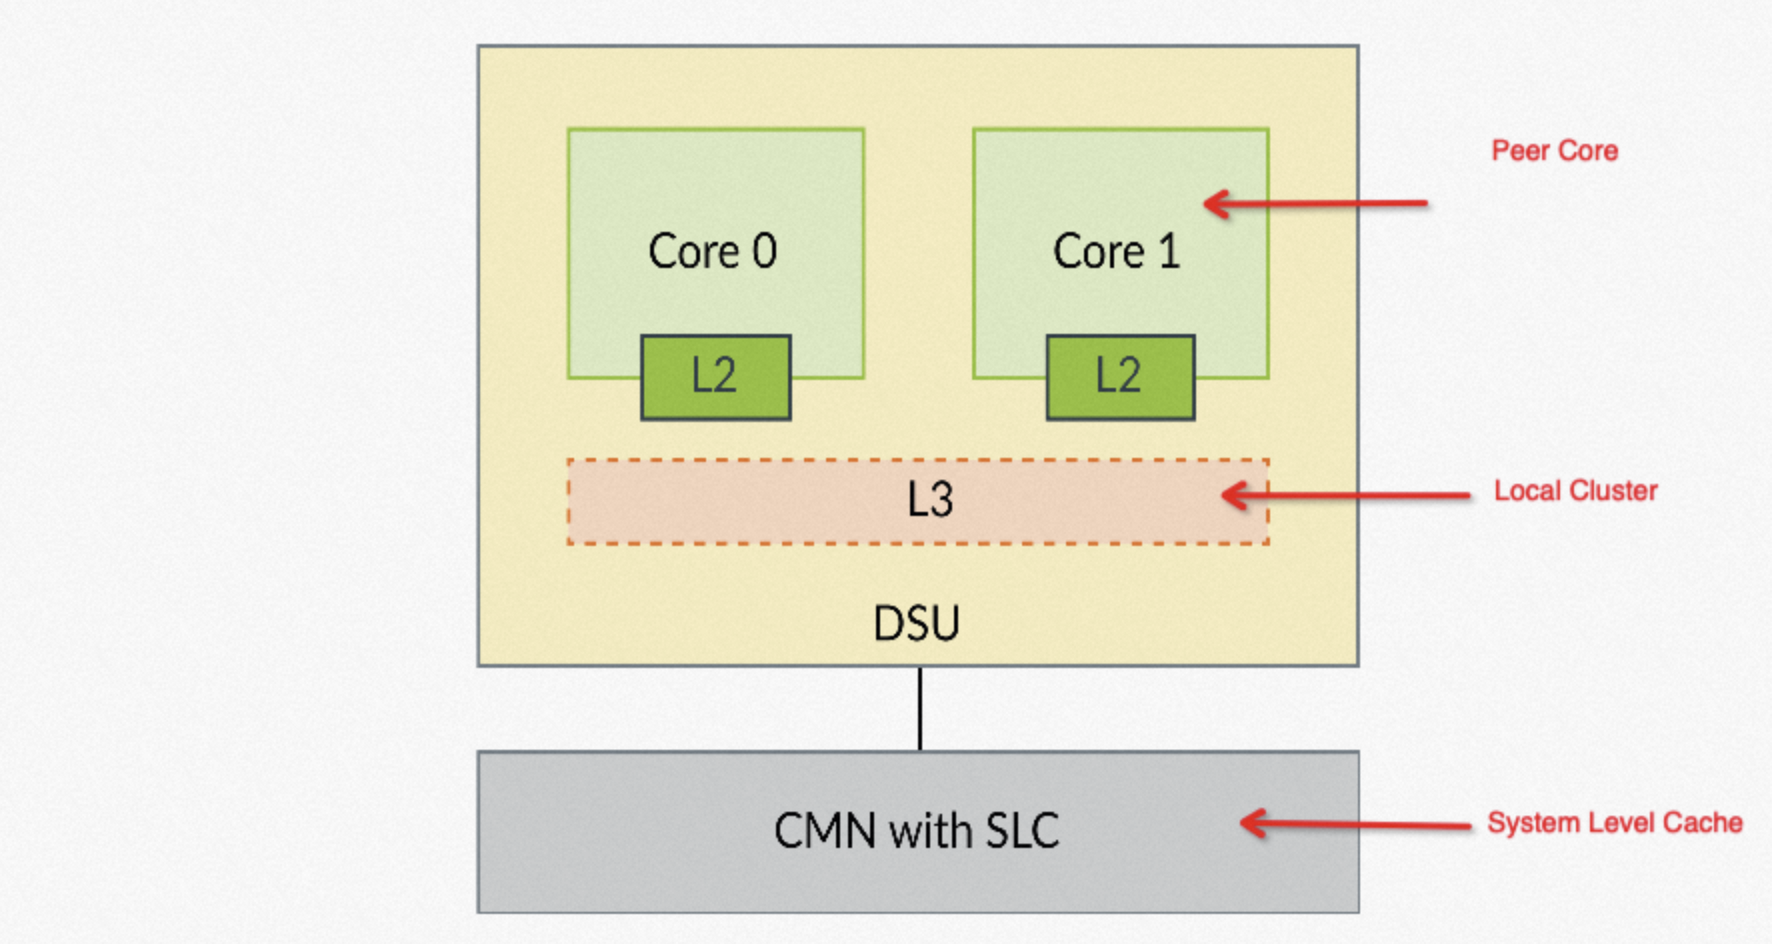 Peer Core
Core 0
Core 1
L2
L2
L3
Local Cluster
DSU
CMN with SLC
System Level Cache